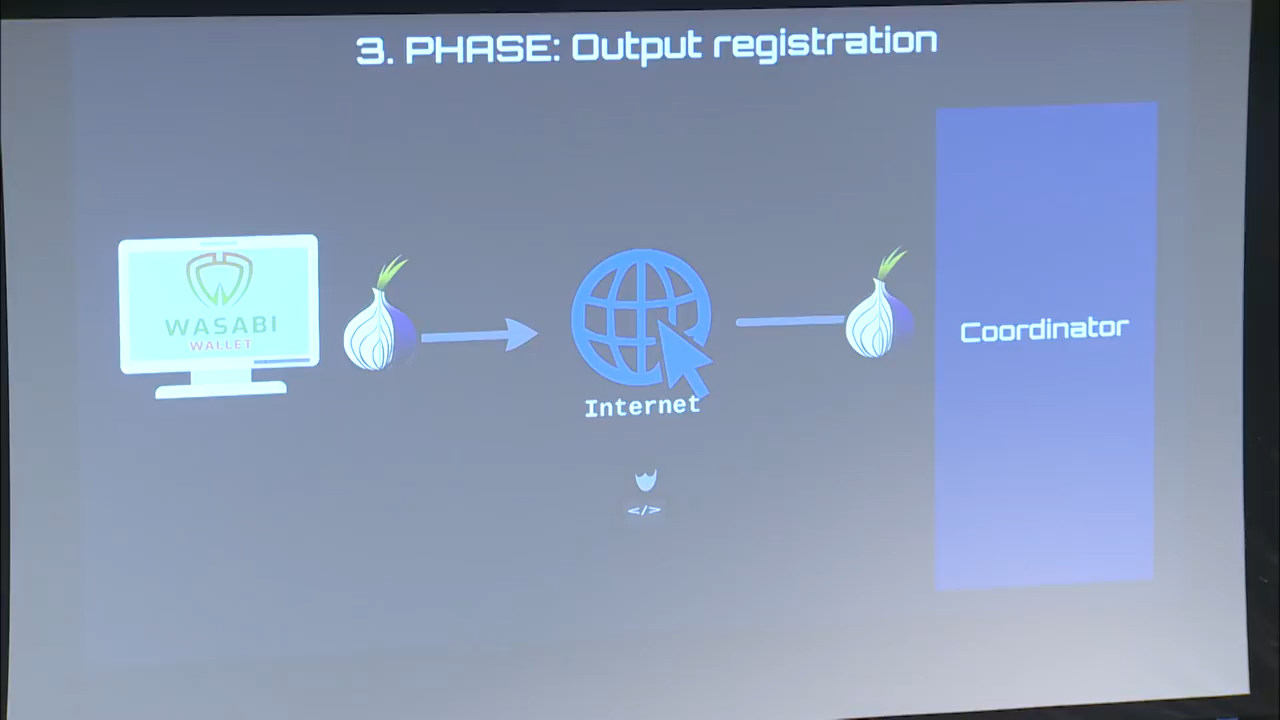 3. PHASE: Output registration
WASABI
WALLET
Coordinator
Internet
</>